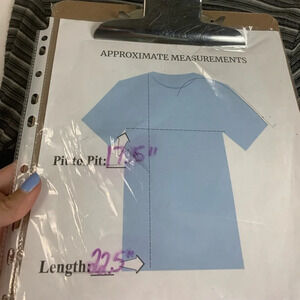 APPROXIMATE MEASUREMENTS
Pit to Pit: 17.5"
Length: 22.5"